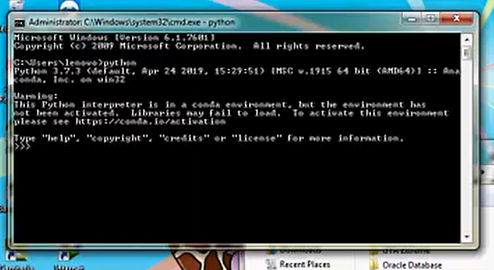 Administrator: C:\Windows\system32\cmd.exe - python
Microsoft Windows [Version 6.1.7601]
Copyright (c) 2009 Microsoft Corporation. All rights reserved.
C:\Users\lenovo>python
Python 3.7.3 (default, Apr 24 2019, 15:29:51) [MSC v.1915 64 bit (AMD64)] :: Ana
conda, Inc. on win32
Warning:
This Python interpreter is in a conda environment, but the environment has
not been activated. Libraries may fail to load. To activate this environment
please see https://conda.io/activation
Type "help", "copyright", "credits" or "license" for more information.
>>>
Downloads
Recent Places
Oracle Database